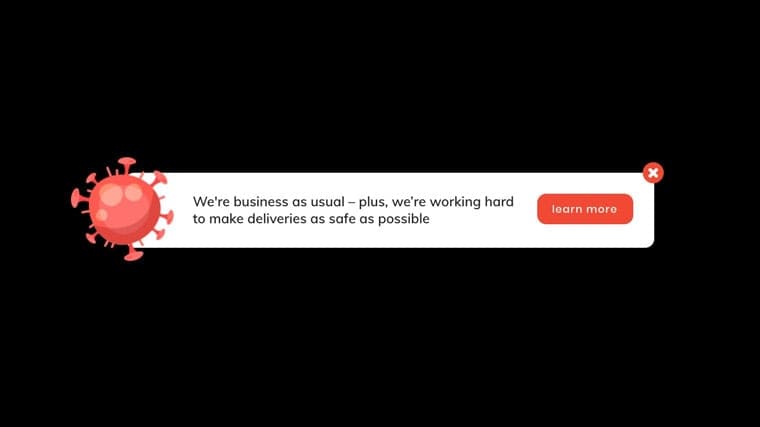 We're business as usual – plus, we're working hard
to make deliveries as safe as possible
learn more